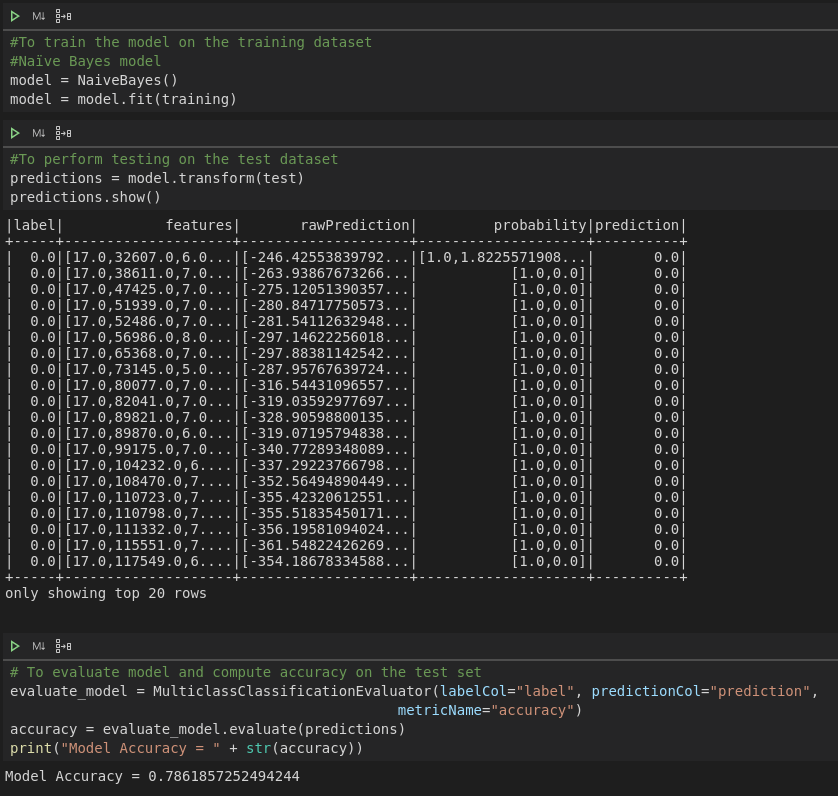 M↓
#To train the model on the training dataset
#Naïve Bayes model
model = NaiveBayes()
model = model.fit(training)
M↓
#To perform testing on the test dataset
predictions = model.transform(test)
predictions.show()
|label|            features|       rawPrediction|         probability|prediction|
+-----+--------------------+--------------------+--------------------+----------+
|  0.0|[17.0,32607.0,6.0...|[-246.42553839792...|[1.0,1.8225571908...|       0.0|
|  0.0|[17.0,38611.0,7.0...|[-263.93867673266...|           [1.0,0.0]|       0.0|
|  0.0|[17.0,47425.0,7.0...|[-275.12051390357...|           [1.0,0.0]|       0.0|
|  0.0|[17.0,51939.0,7.0...|[-280.84717750573...|           [1.0,0.0]|       0.0|
|  0.0|[17.0,52486.0,7.0...|[-281.54112632948...|           [1.0,0.0]|       0.0|
|  0.0|[17.0,56986.0,8.0...|[-297.14622256018...|           [1.0,0.0]|       0.0|
|  0.0|[17.0,65368.0,7.0...|[-297.88381142542...|           [1.0,0.0]|       0.0|
|  0.0|[17.0,73145.0,5.0...|[-287.95767639724...|           [1.0,0.0]|       0.0|
|  0.0|[17.0,80077.0,7.0...|[-316.54431096557...|           [1.0,0.0]|       0.0|
|  0.0|[17.0,82041.0,7.0...|[-319.03592977697...|           [1.0,0.0]|       0.0|
|  0.0|[17.0,89821.0,7.0...|[-328.90598800135...|           [1.0,0.0]|       0.0|
|  0.0|[17.0,89870.0,6.0...|[-319.07195794838...|           [1.0,0.0]|       0.0|
|  0.0|[17.0,99175.0,7.0...|[-340.77289348089...|           [1.0,0.0]|       0.0|
|  0.0|[17.0,104232.0,6....|[-337.29223766798...|           [1.0,0.0]|       0.0|
|  0.0|[17.0,108470.0,7....|[-352.56494890449...|           [1.0,0.0]|       0.0|
|  0.0|[17.0,110723.0,7....|[-355.42320612551...|           [1.0,0.0]|       0.0|
|  0.0|[17.0,110798.0,7....|[-355.51835450171...|           [1.0,0.0]|       0.0|
|  0.0|[17.0,111332.0,7....|[-356.19581094024...|           [1.0,0.0]|       0.0|
|  0.0|[17.0,115551.0,7....|[-361.54822426269...|           [1.0,0.0]|       0.0|
|  0.0|[17.0,117549.0,6....|[-354.18678334588...|           [1.0,0.0]|       0.0|
+-----+--------------------+--------------------+--------------------+----------+
only showing top 20 rows
M↓
# To evaluate model and compute accuracy on the test set
evaluate_model = MulticlassClassificationEvaluator(labelCol="label", predictionCol="prediction",
                                              metricName="accuracy")
accuracy = evaluate_model.evaluate(predictions)
print("Model Accuracy = " + str(accuracy))
Model Accuracy = 0.7861857252494244